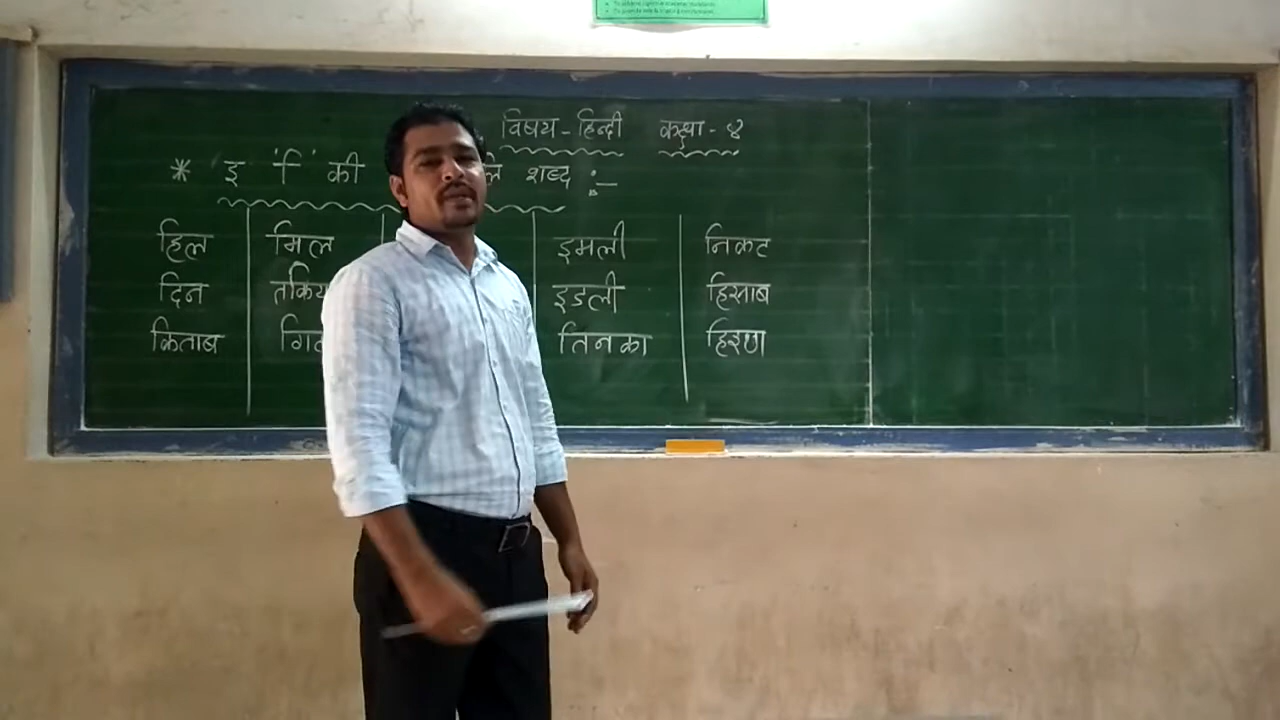 विषय - हिन्दी कक्षा - ४
* इ 'ि' की शब्द :-
हिल मिल इमली निकट
दिन इडली हिसाब
किताब तिनका हिरण